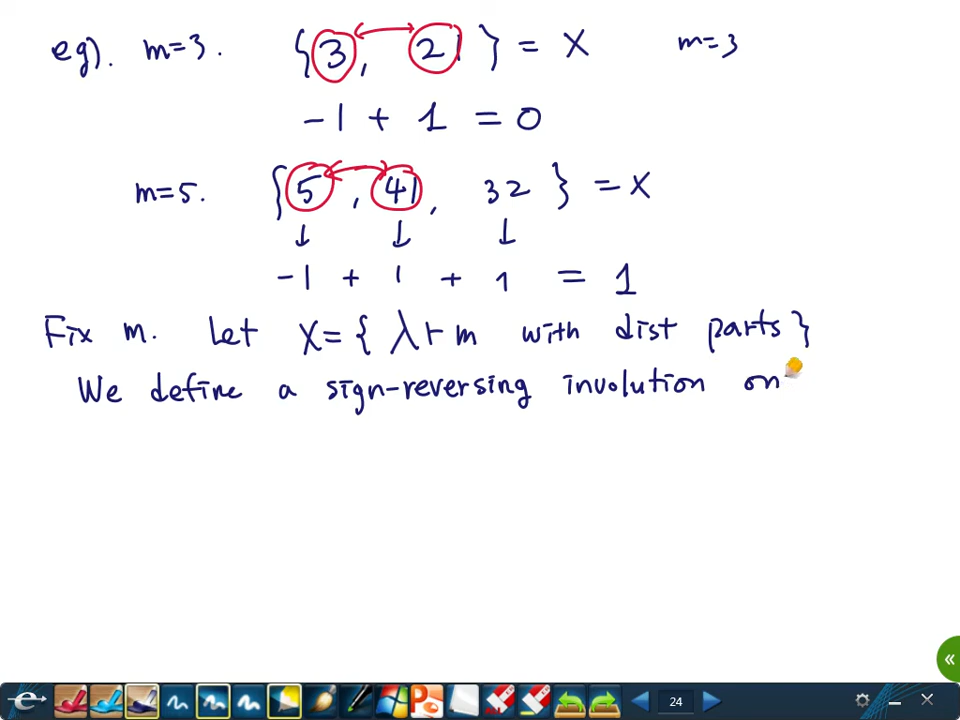 eg). m=3. {3, 21} = X m=3
-1 + 1 = 0
m=5. {5, 41, 32} = X
↓ ↓ ↓
-1 + 1 + 1 = 1
Fix m. Let X={ λ⊢m with dist parts }
We define a sign-reversing involution on
24